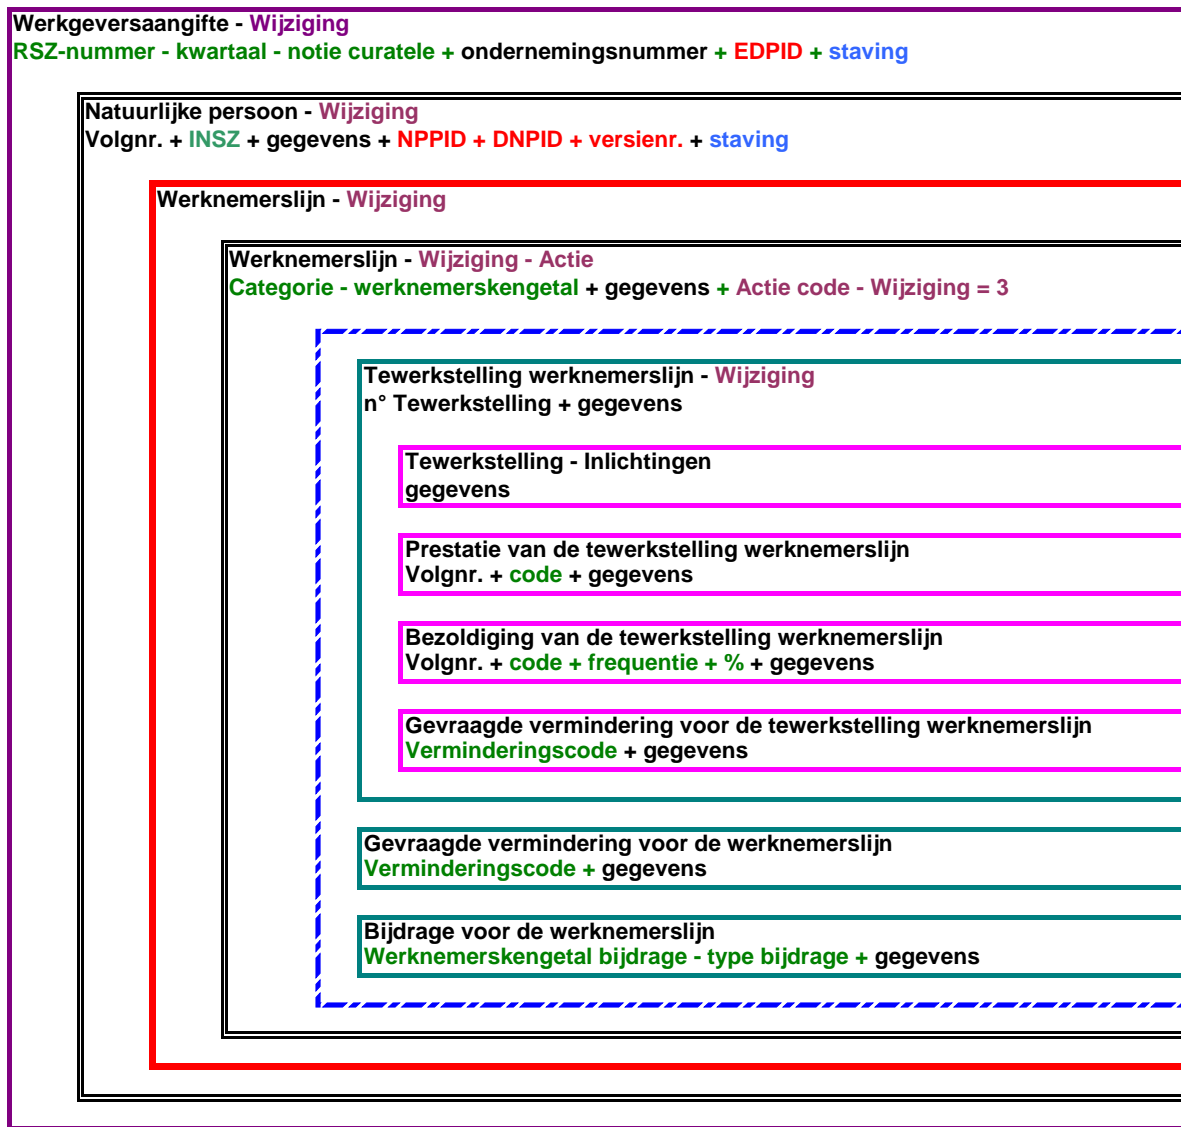 Werkgeversaangifte - Wijziging
RSZ-nummer - kwartaal - notie curatele + ondernemingsnummer + EDPID + staving
Natuurlijke persoon - Wijziging
Volgnr. + INSZ + gegevens + NPPID + DNPID + versienr. + staving
Werknemerslijn - Wijziging
Werknemerslijn - Wijziging - Actie
Categorie - werknemerskengetal + gegevens + Actie code - Wijziging = 3
Tewerkstelling werknemerslijn - Wijziging
n° Tewerkstelling + gegevens
Tewerkstelling - Inlichtingen
gegevens
Prestatie van de tewerkstelling werknemerslijn
Volgnr. + code + gegevens
Bezoldiging van de tewerkstelling werknemerslijn
Volgnr. + code + frequentie + % + gegevens
Gevraagde vermindering voor de tewerkstelling werknemerslijn
Verminderingscode + gegevens
Gevraagde vermindering voor de werknemerslijn
Verminderingscode + gegevens
Bijdrage voor de werknemerslijn
Werknemerskengetal bijdrage - type bijdrage + gegevens